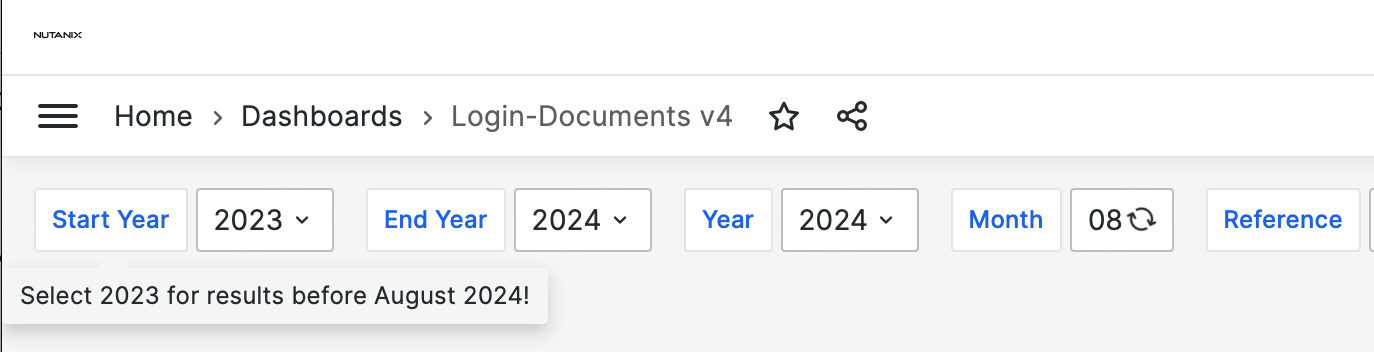 NUTANIX
Home > Dashboards > Login-Documents v4
Start Year 2023 End Year 2024 Year 2024 Month 08 Reference
Select 2023 for results before August 2024!